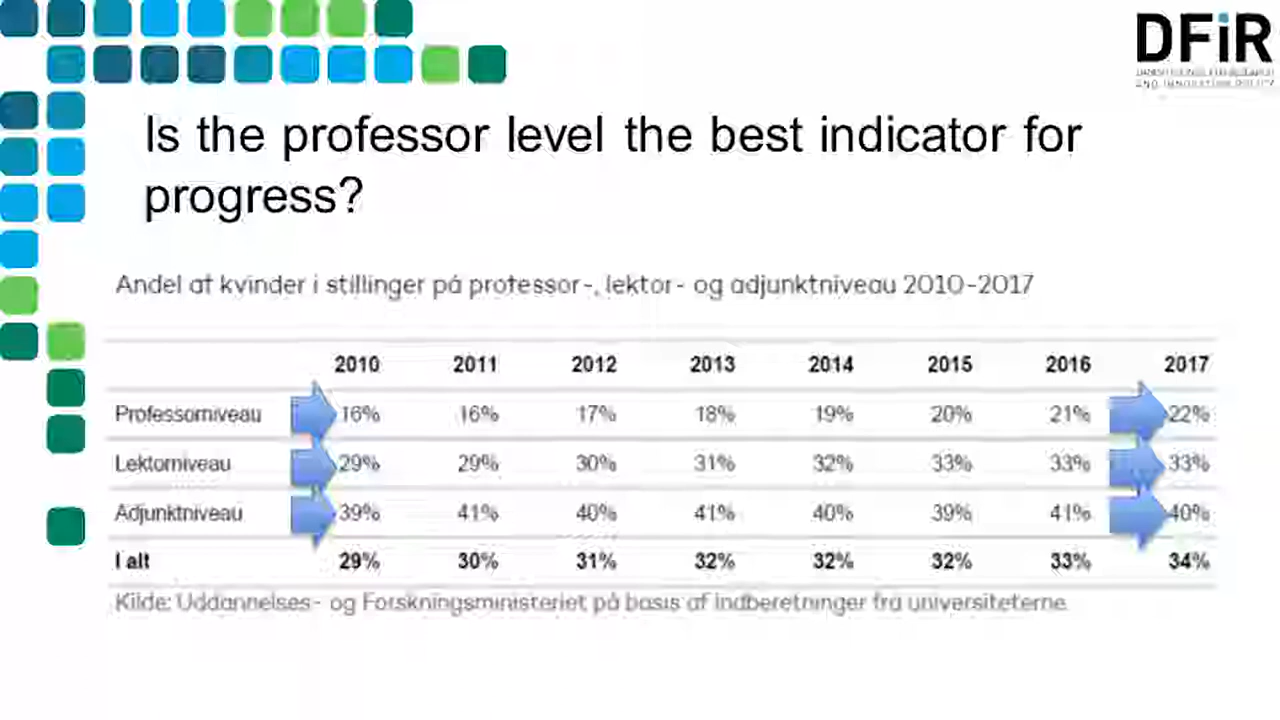 DFiR
AND INNOVATION POLICY
Is the professor level the best indicator for
progress?
Andel af kvinder i stillinger på professor-, lektor- og adjunktniveau 2010-2017
2010 2011 2012 2013 2014 2015 2016 2017
Professorniveau 16% 16% 17% 18% 19% 20% 21% 22%
Lektorniveau 29% 29% 30% 31% 32% 33% 33% 33%
Adjunktniveau 39% 41% 40% 41% 40% 39% 41% 40%
I alt 29% 30% 31% 32% 32% 32% 33% 34%
Kilde: Uddannelses- og Forskningsministeriet på basis af indberetninger fra universiteterne